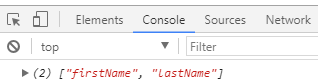 Elements Console Sources Network
top Filter
(2) ["firstName", "lastName"]